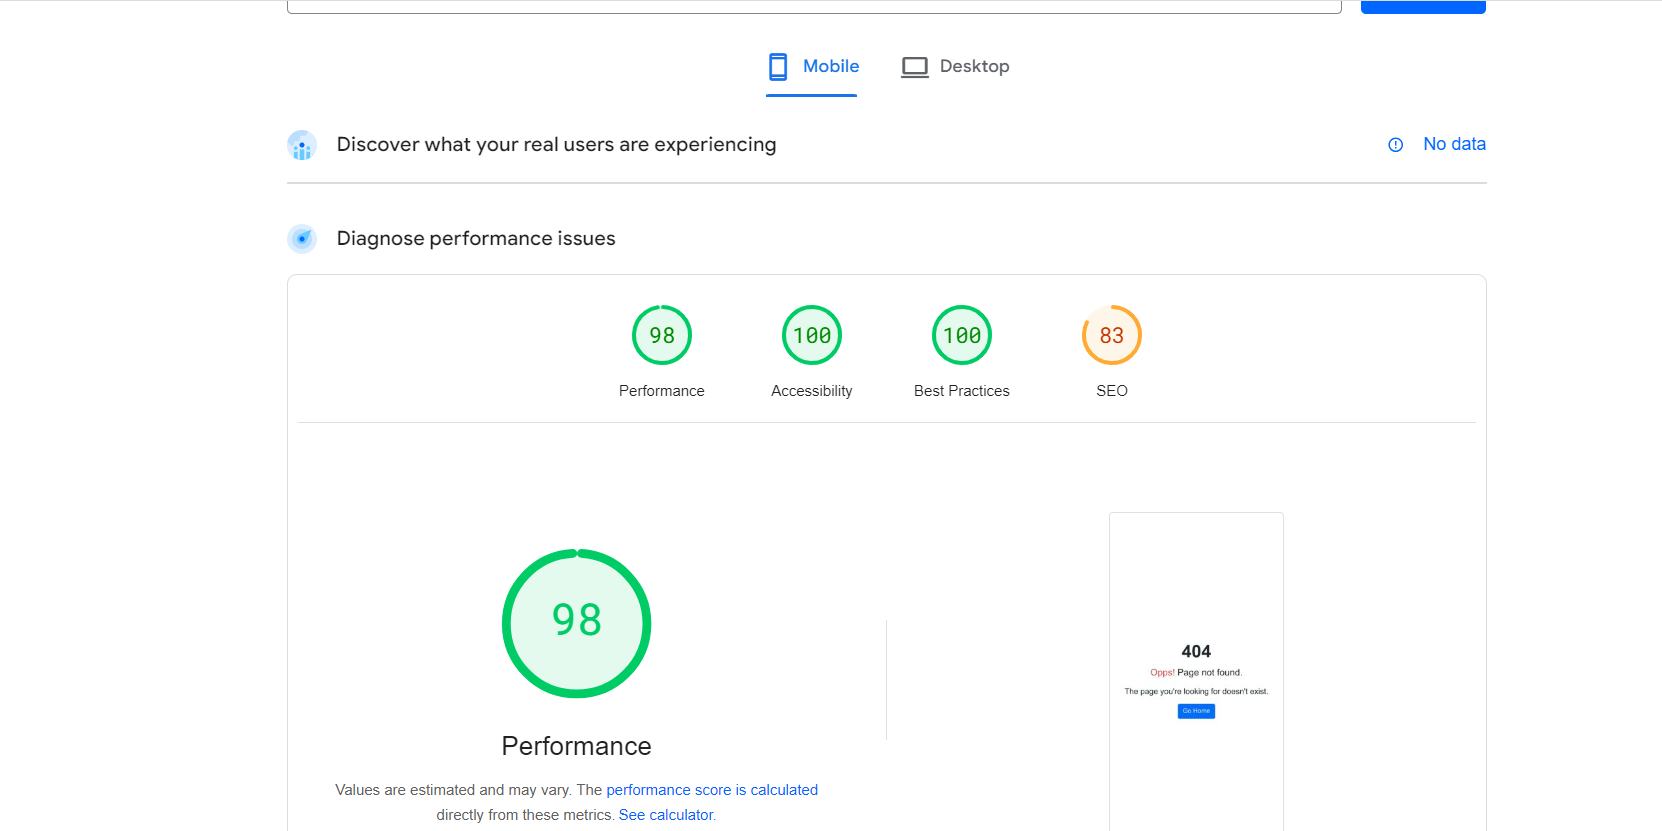 Mobile
Desktop
Discover what your real users are experiencing
No data
Diagnose performance issues
98
100
100
83
Performance
Accessibility
Best Practices
SEO
98
Performance
Values are estimated and may vary. The performance score is calculated
directly from these metrics. See calculator.
404
Opps! Page not found.
The page you're looking for doesn't exist.
Go Home